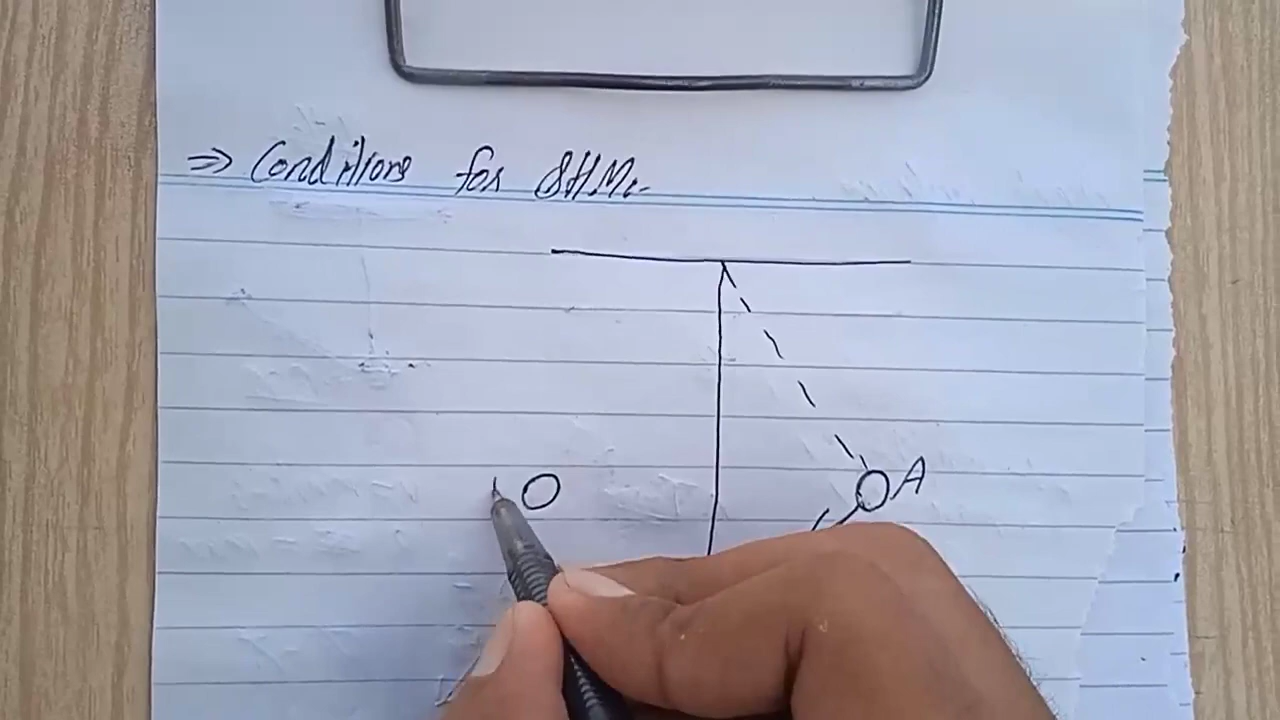 ⇒ Conditions for SHM:-
A